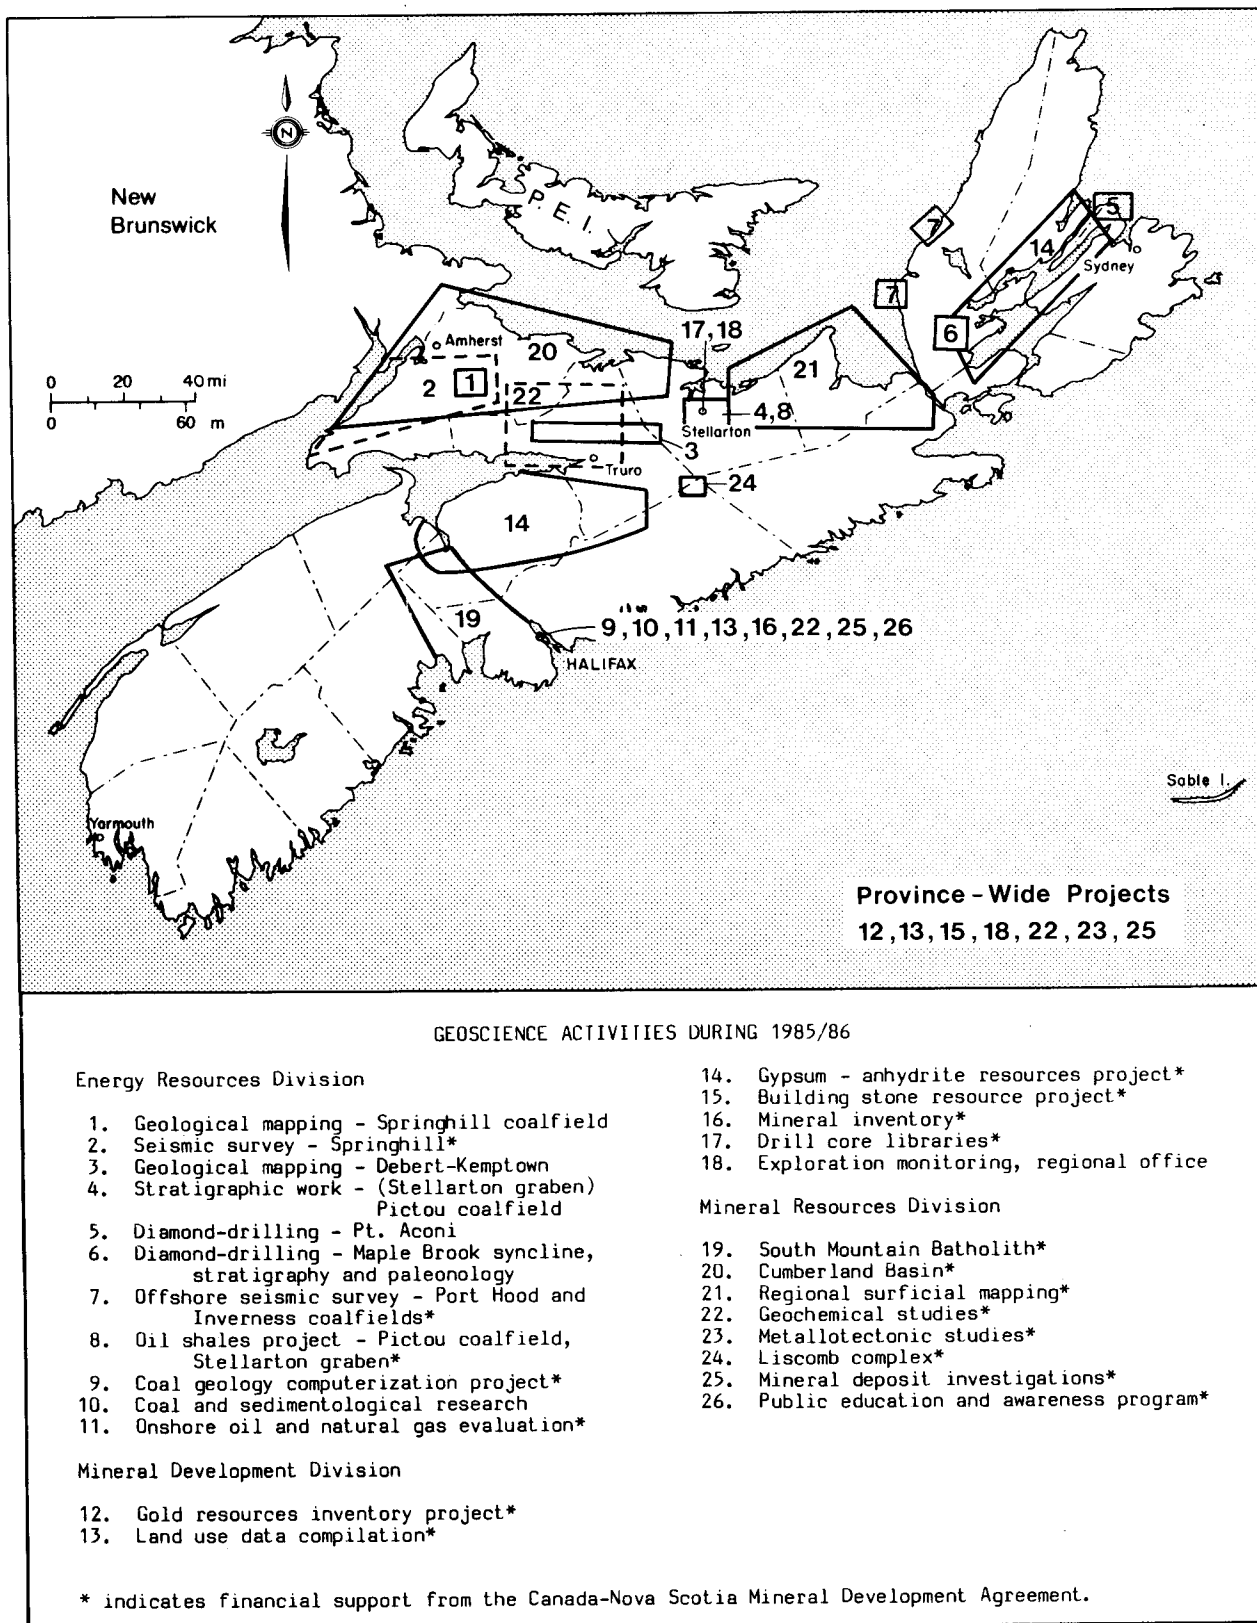 N
New
Brunswick
P.E.I.
7
5
14
Sydney
7
6
17,18
Amherst
20
21
0 20 40 mi
2
1
22
4,8
0 60 m
Stellarton
3
Truro
24
14
19
9,10,11,13,16,22,25,26
HALIFAX
Sable I.
Yarmouth
Province-Wide Projects
12,13,15,18,22,23,25
GEOSCIENCE ACTIVITIES DURING 1985/86
Energy Resources Division
1. Geological mapping - Springhill coalfield
2. Seismic survey - Springhill*
3. Geological mapping - Debert-Kemptown
4. Stratigraphic work - (Stellarton graben)
Pictou coalfield
5. Diamond-drilling - Pt. Aconi
6. Diamond-drilling - Maple Brook syncline,
stratigraphy and paleonology
7. Offshore seismic survey - Port Hood and
Inverness coalfields*
8. Oil shales project - Pictou coalfield,
Stellarton graben*
9. Coal geology computerization project*
10. Coal and sedimentological research
11. Onshore oil and natural gas evaluation*
Mineral Development Division
12. Gold resources inventory project*
13. Land use data compilation*
14. Gypsum - anhydrite resources project*
15. Building stone resource project*
16. Mineral inventory*
17. Drill core libraries*
18. Exploration monitoring, regional office
Mineral Resources Division
19. South Mountain Batholith*
20. Cumberland Basin*
21. Regional surficial mapping*
22. Geochemical studies*
23. Metallotectonic studies*
24. Liscomb complex*
25. Mineral deposit investigations*
26. Public education and awareness program*
* indicates financial support from the Canada-Nova Scotia Mineral Development Agreement.